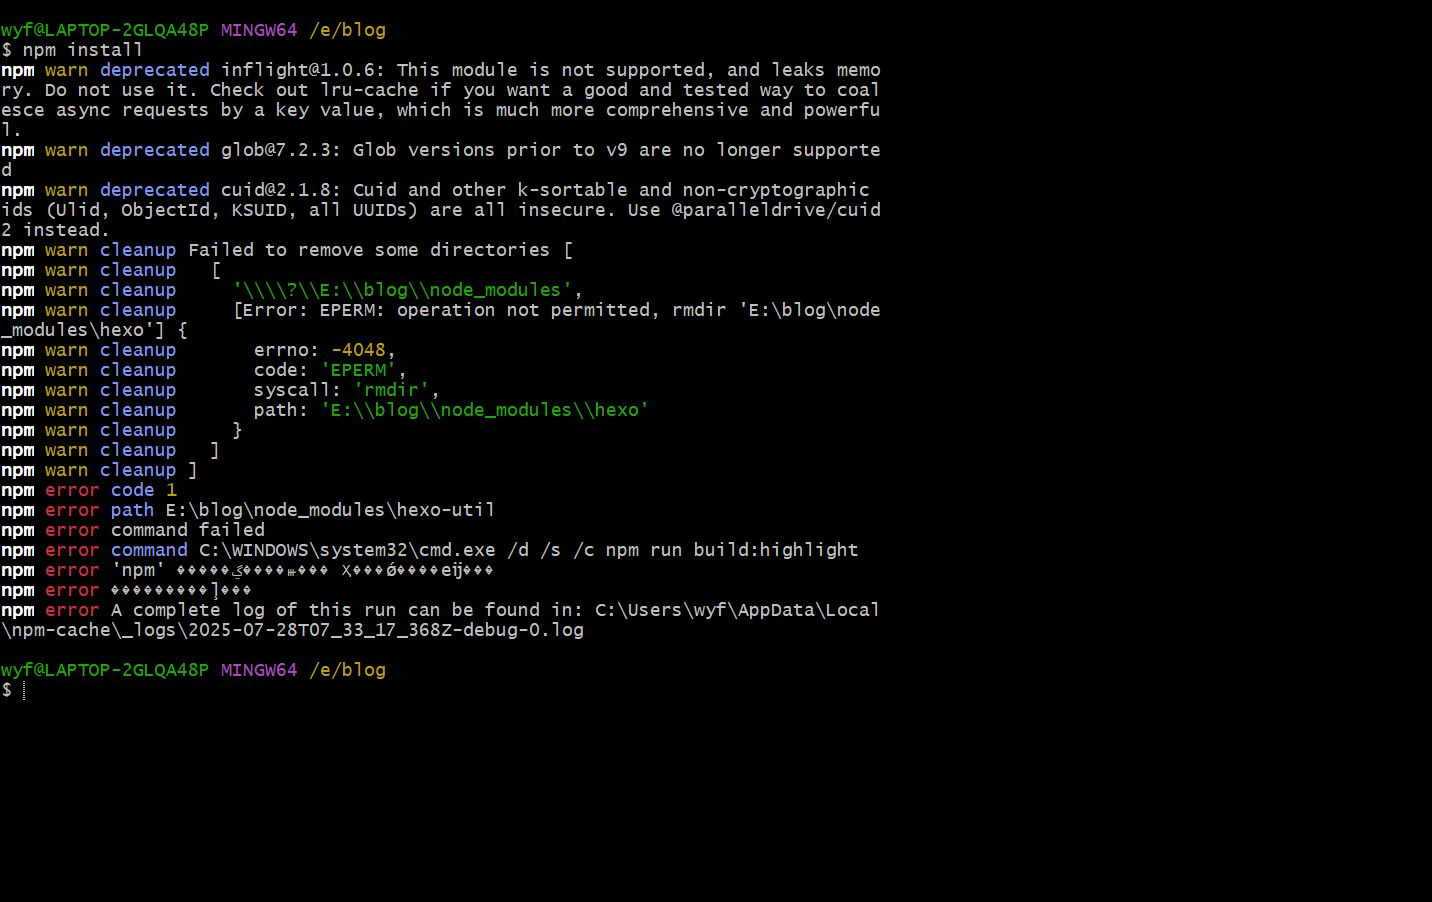 wyf@LAPTOP-2GLQA48P MINGW64 /e/blog
$ npm install
npm warn deprecated inflight@1.0.6: This module is not supported, and leaks memo
ry. Do not use it. Check out lru-cache if you want a good and tested way to coal
esce async requests by a key value, which is much more comprehensive and powerfu
l.
npm warn deprecated glob@7.2.3: Glob versions prior to v9 are no longer supporte
d
npm warn deprecated cuid@2.1.8: Cuid and other k-sortable and non-cryptographic
ids (Ulid, ObjectId, KSUID, all UUIDs) are all insecure. Use @paralleldrive/cuid
2 instead.
npm warn cleanup Failed to remove some directories [
npm warn cleanup   [
npm warn cleanup     '\\\\?\\E:\\blog\\node_modules',
npm warn cleanup     [Error: EPERM: operation not permitted, rmdir 'E:\blog\node
_modules\hexo'] {
npm warn cleanup       errno: -4048,
npm warn cleanup       code: 'EPERM',
npm warn cleanup       syscall: 'rmdir',
npm warn cleanup       path: 'E:\\blog\\node_modules\\hexo'
npm warn cleanup     }
npm warn cleanup   ]
npm warn cleanup ]
npm error code 1
npm error path E:\blog\node_modules\hexo-util
npm error command failed
npm error command C:\WINDOWS\system32\cmd.exe /d /s /c npm run build:highlight
npm error 'npm'
npm error
npm error A complete log of this run can be found in: C:\Users\wyf\AppData\Local
\npm-cache\_logs\2025-07-28T07_33_17_368Z-debug-0.log
wyf@LAPTOP-2GLQA48P MINGW64 /e/blog
$